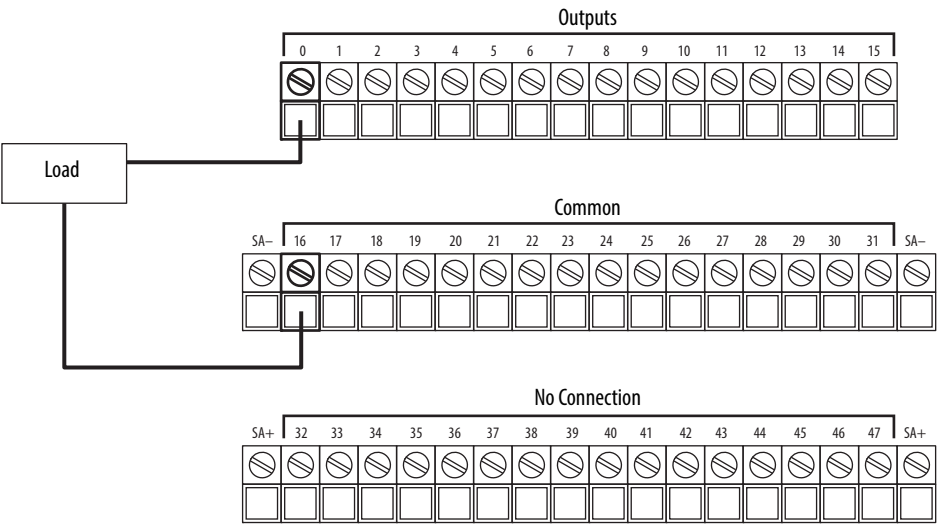 Outputs
0 1 2 3 4 5 6 7 8 9 10 11 12 13 14 15
Load
Common
SA– 16 17 18 19 20 21 22 23 24 25 26 27 28 29 30 31 SA–
No Connection
SA+ 32 33 34 35 36 37 38 39 40 41 42 43 44 45 46 47 SA+